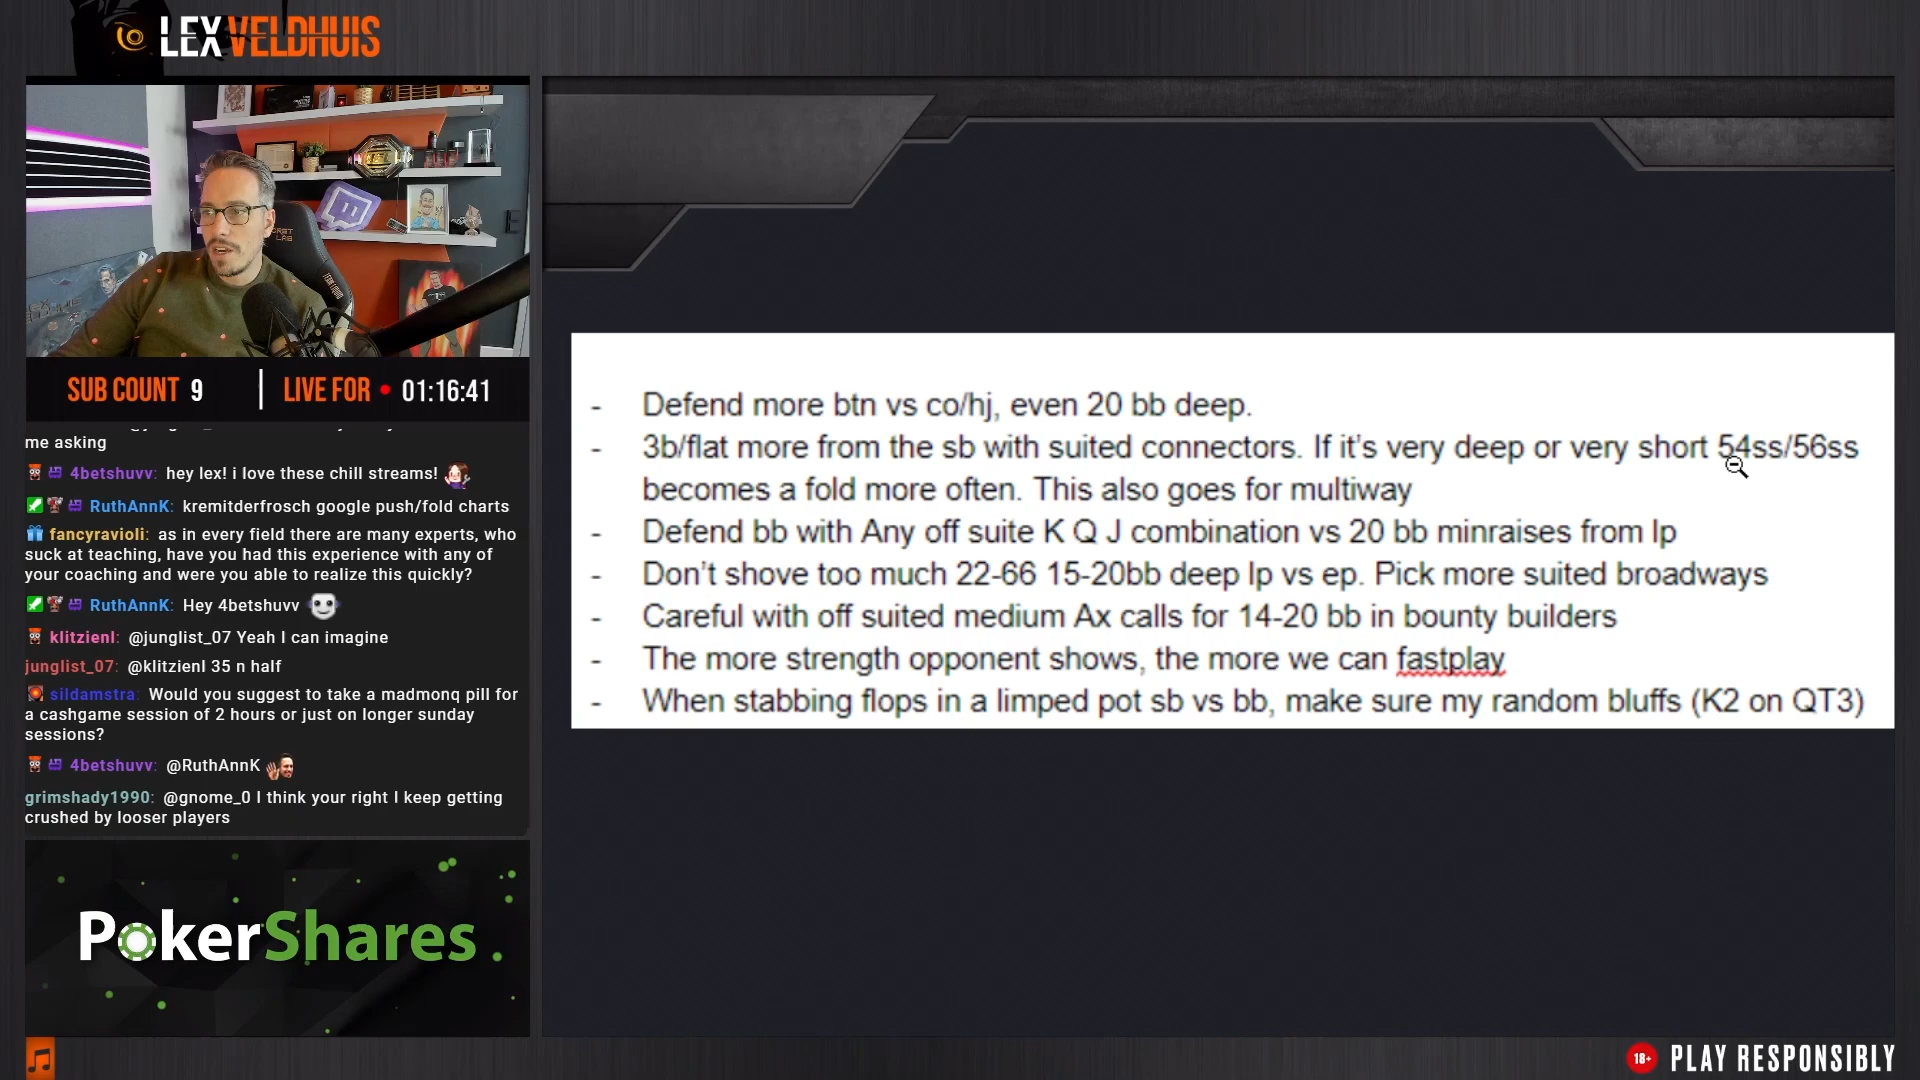 LEX VELDHUIS
SUB COUNT 9
LIVE FOR 01:16:41
me asking
4betshuvv: hey lex! i love these chill streams!
RuthAnnK: kremitderfrosch google push/fold charts
fancyravioli: as in every field there are many experts, who
suck at teaching, have you had this experience with any of
your coaching and were you able to realize this quickly?
RuthAnnK: Hey 4betshuvv
klitzienl: @junglist_07 Yeah I can imagine
junglist_07: @klitzienl 35 n half
sildamstra: Would you suggest to take a madmonq pill for
a cashgame session of 2 hours or just on longer sunday
sessions?
4betshuvv: @RuthAnnK
grimshady1990: @gnome_0 I think your right I keep getting
crushed by looser players
PokerShares
- Defend more btn vs co/hj, even 20 bb deep.
- 3b/flat more from the sb with suited connectors. If it's very deep or very short 54ss/56ss
becomes a fold more often. This also goes for multiway
- Defend bb with Any off suite K Q J combination vs 20 bb minraises from lp
- Don't shove too much 22-66 15-20bb deep lp vs ep. Pick more suited broadways
- Careful with off suited medium Ax calls for 14-20 bb in bounty builders
- The more strength opponent shows, the more we can fastplay
- When stabbing flops in a limped pot sb vs bb, make sure my random bluffs (K2 on QT3)
18+ PLAY RESPONSIBLY